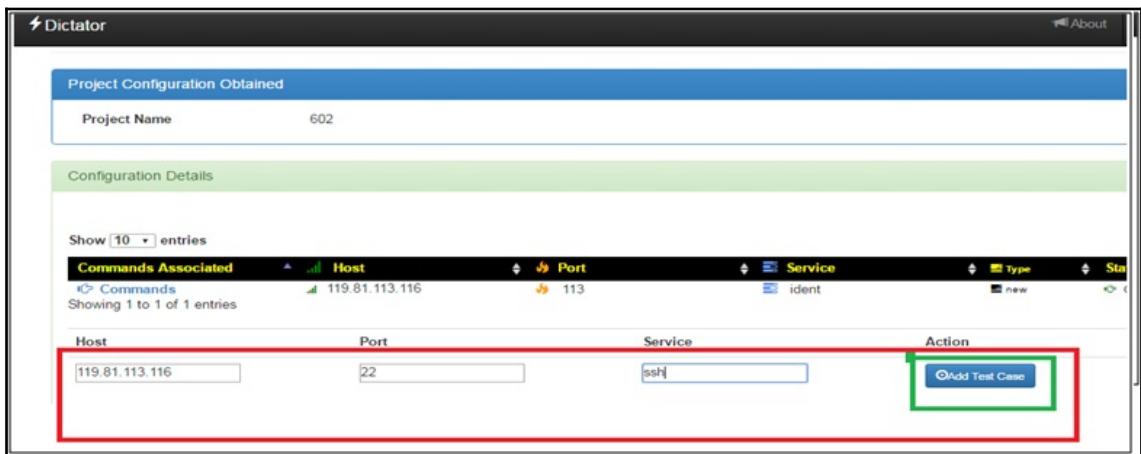 Dictator About
Project Configuration Obtained
Project Name 602
Configuration Details
Show 10 entries
Commands Associated Host Port Service Type Sta
Commands 119.81.113.116 113 ident new
Showing 1 to 1 of 1 entries
Host Port Service Action
119.81.113.116 22 ssh Add Test Case